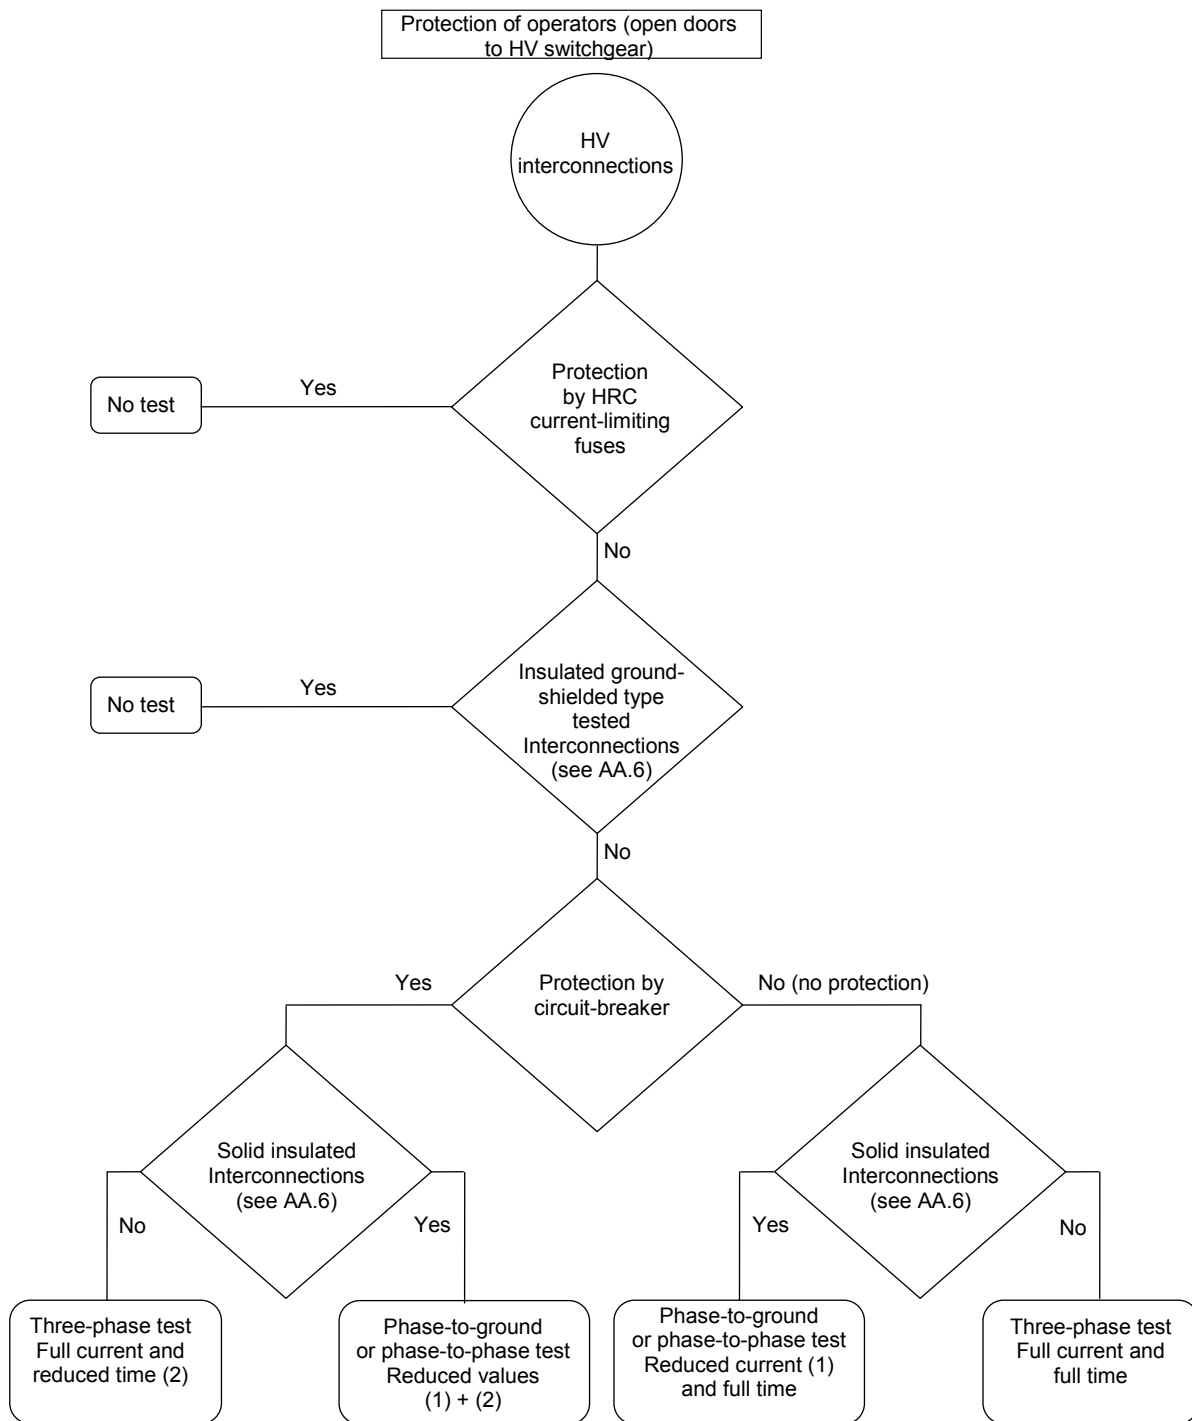 Protection of operators (open doors
to HV switchgear)
HV
interconnections
Protection
by HRC
current-limiting
fuses
Yes
No test
No
Insulated ground-
shielded type
tested
Interconnections
(see AA.6)
Yes
No test
No
Protection by
circuit-breaker
Yes
No (no protection)
Solid insulated
Interconnections
(see AA.6)
No
Yes
Solid insulated
Interconnections
(see AA.6)
Yes
No
Three-phase test
Full current and
reduced time (2)
Phase-to-ground
or phase-to-phase test
Reduced values
(1) + (2)
Phase-to-ground
or phase-to-phase test
Reduced current (1)
and full time
Three-phase test
Full current and
full time